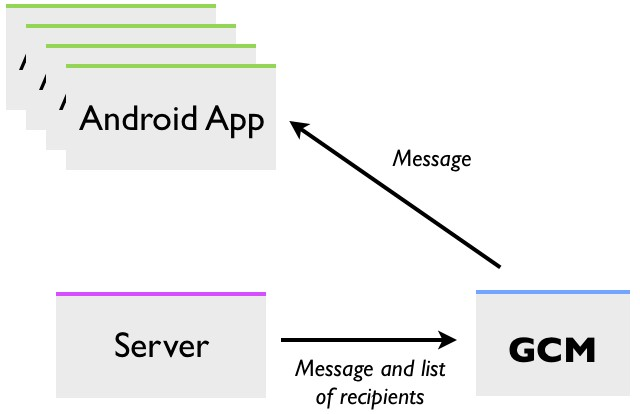 Android App
Message
Server
Message and list
of recipients
GCM